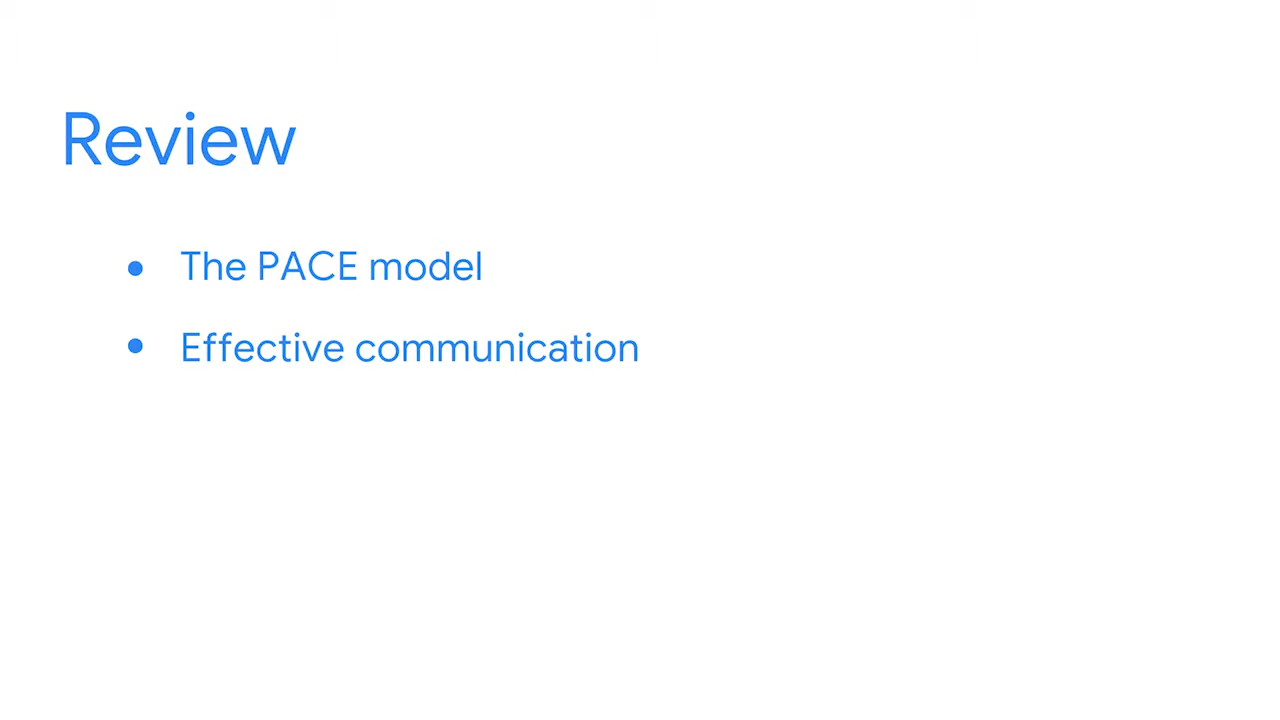 Review
• The PACE model
• Effective communication